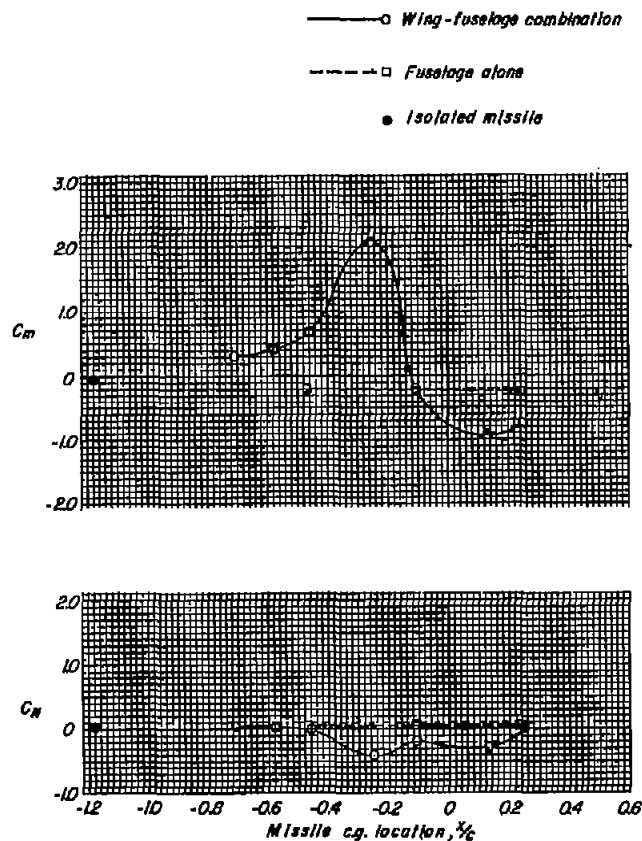 Wing-fuselage combination
Fuselage alone
Isolated missile
3.0
2.0
1.0
0
-1.0
-2.0
Cm
2.0
1.0
0
-1.0
CN
-1.2 -1.0 -0.8 -0.6 -0.4 -0.2 0 0.2 0.4 0.6
Missile c.g. location, x/c